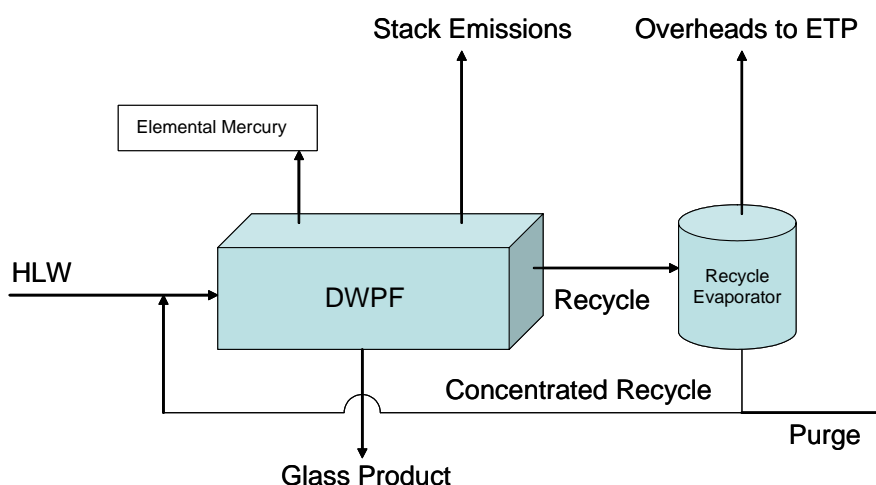 Stack Emissions
Overheads to ETP
Elemental Mercury
HLW
DWPF
Recycle
Recycle
Evaporator
Concentrated Recycle
Purge
Glass Product